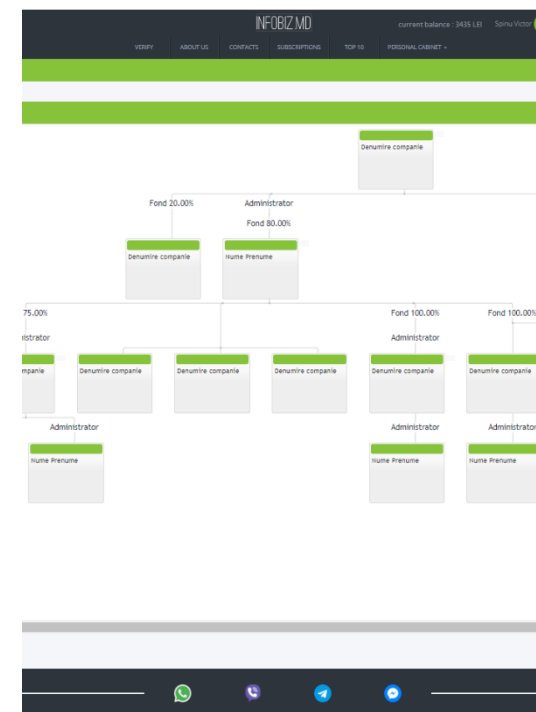 INFOBIZ.MD
current balance : 3435 LEI
Spinu Victor
VERIFY ABOUT US CONTACTS SUBSCRIPTIONS TOP 10 PERSONAL CABINET
Denumire companie
Fond 20.00% Administrator
Fond 80.00%
Denumire companie Nume Prenume
75.00% Fond 100.00% Fond 100.00%
istrator Administrator
mpanie Denumire companie Denumire companie Denumire companie Denumire companie Denumire companie
Administrator Administrator Administrator
Nume Prenume Nume Prenume Nume Prenume